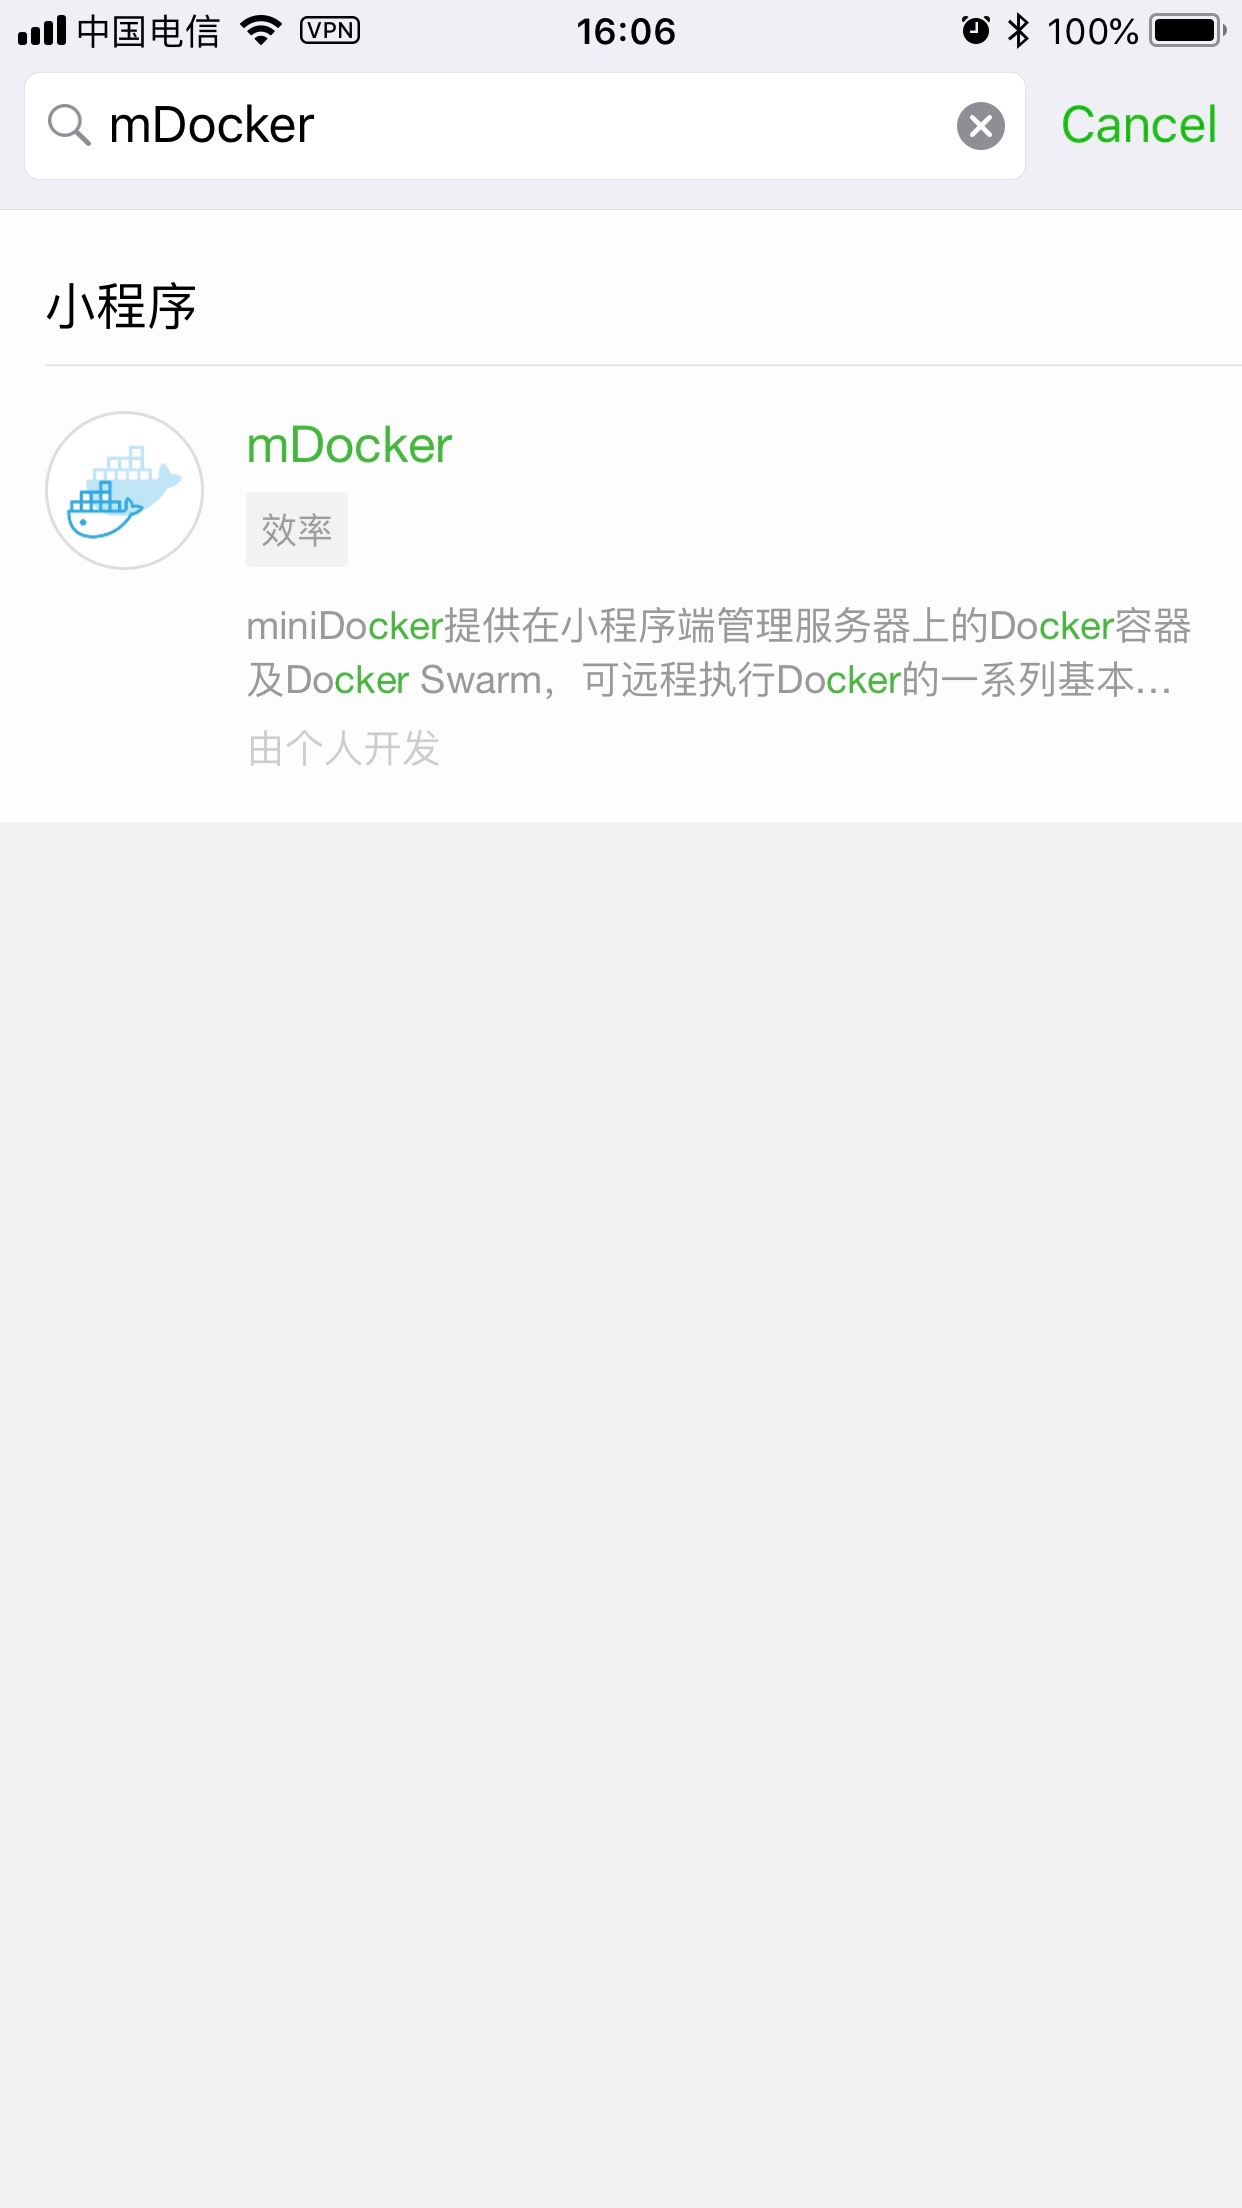 中国电信 VPN 16:06 100%
mDocker Cancel
小程序
mDocker
效率
miniDocker提供在小程序端管理服务器上的Docker容器
及Docker Swarm，可远程执行Docker的一系列基本...
由个人开发